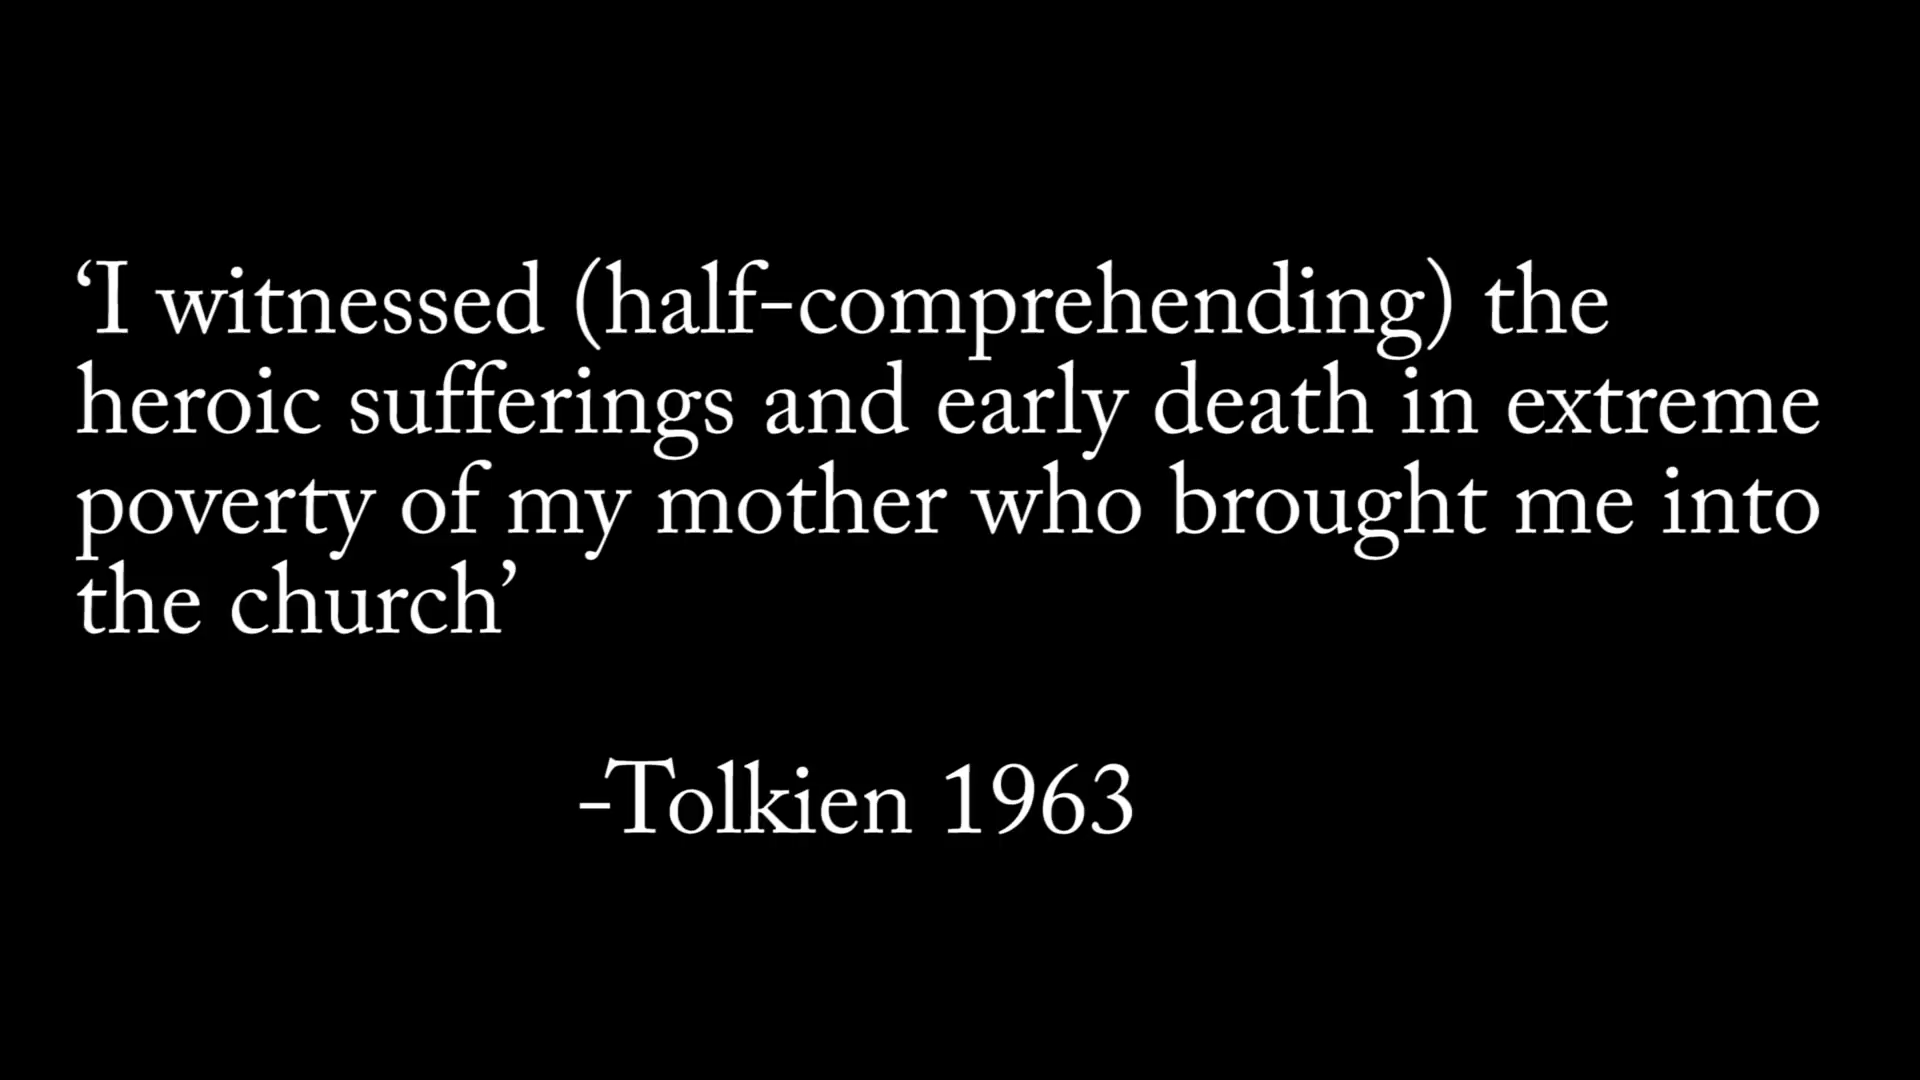 ‘I witnessed (half-comprehending) the
heroic sufferings and early death in extreme
poverty of my mother who brought me into
the church’
-Tolkien 1963